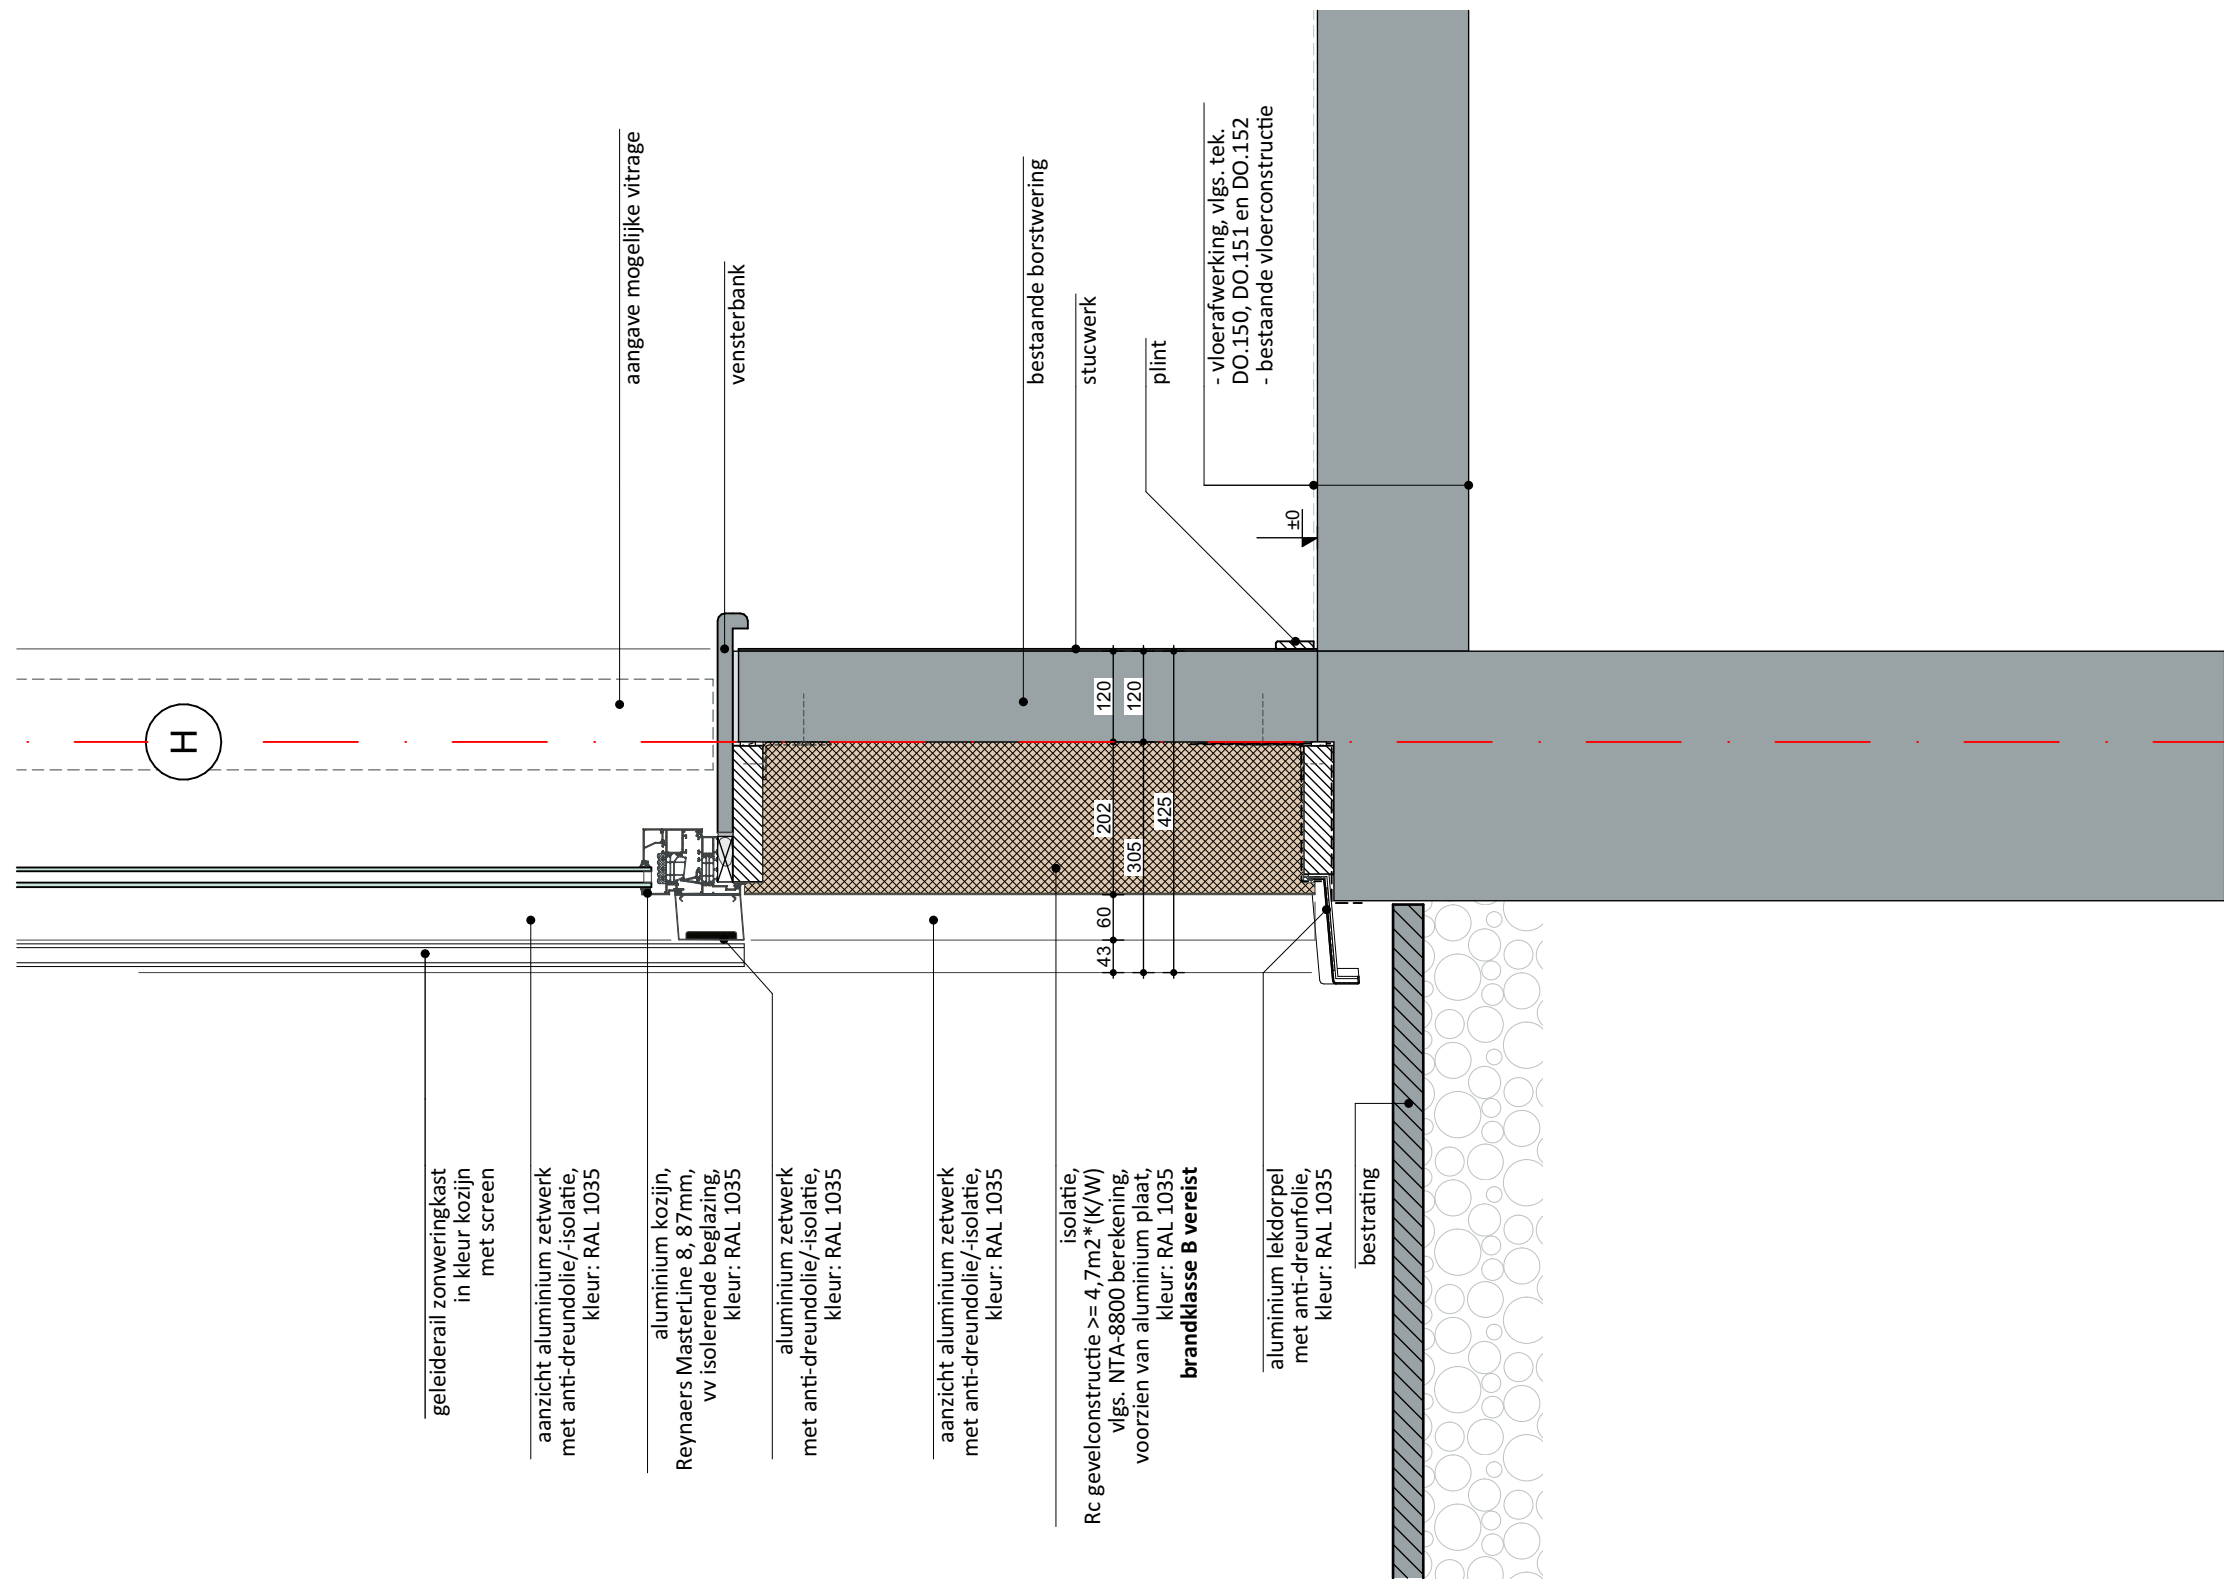 aangave mogelijke vitrage
vensterbank
bestaande borstwering
stucwerk
plint
- vloerafwerking, vlgs. tek.
DO.150, DO.151 en DO.152
- bestaande vloerconstructie
±0
H
120
120
202
305
425
60
43
geleiderail zonweringkast
in kleur kozijn
met screen
aanzicht aluminium zetwerk
met anti-dreundolie/-isolatie,
kleur: RAL 1035
aluminium kozijn,
Reynaers MasterLine 8, 87mm,
vv isolerende beglazing,
kleur: RAL 1035
aluminium zetwerk
met anti-dreundolie/-isolatie,
kleur: RAL 1035
aanzicht aluminium zetwerk
met anti-dreundolie/-isolatie,
kleur: RAL 1035
isolatie,
Rc gevelconstructie >= 4,7m2*(K/W)
vlgs. NTA-8800 berekening,
voorzien van aluminium plaat,
kleur: RAL 1035
brandklasse B vereist
aluminium lekdorpel
met anti-dreunfolie,
kleur: RAL 1035
bestrating